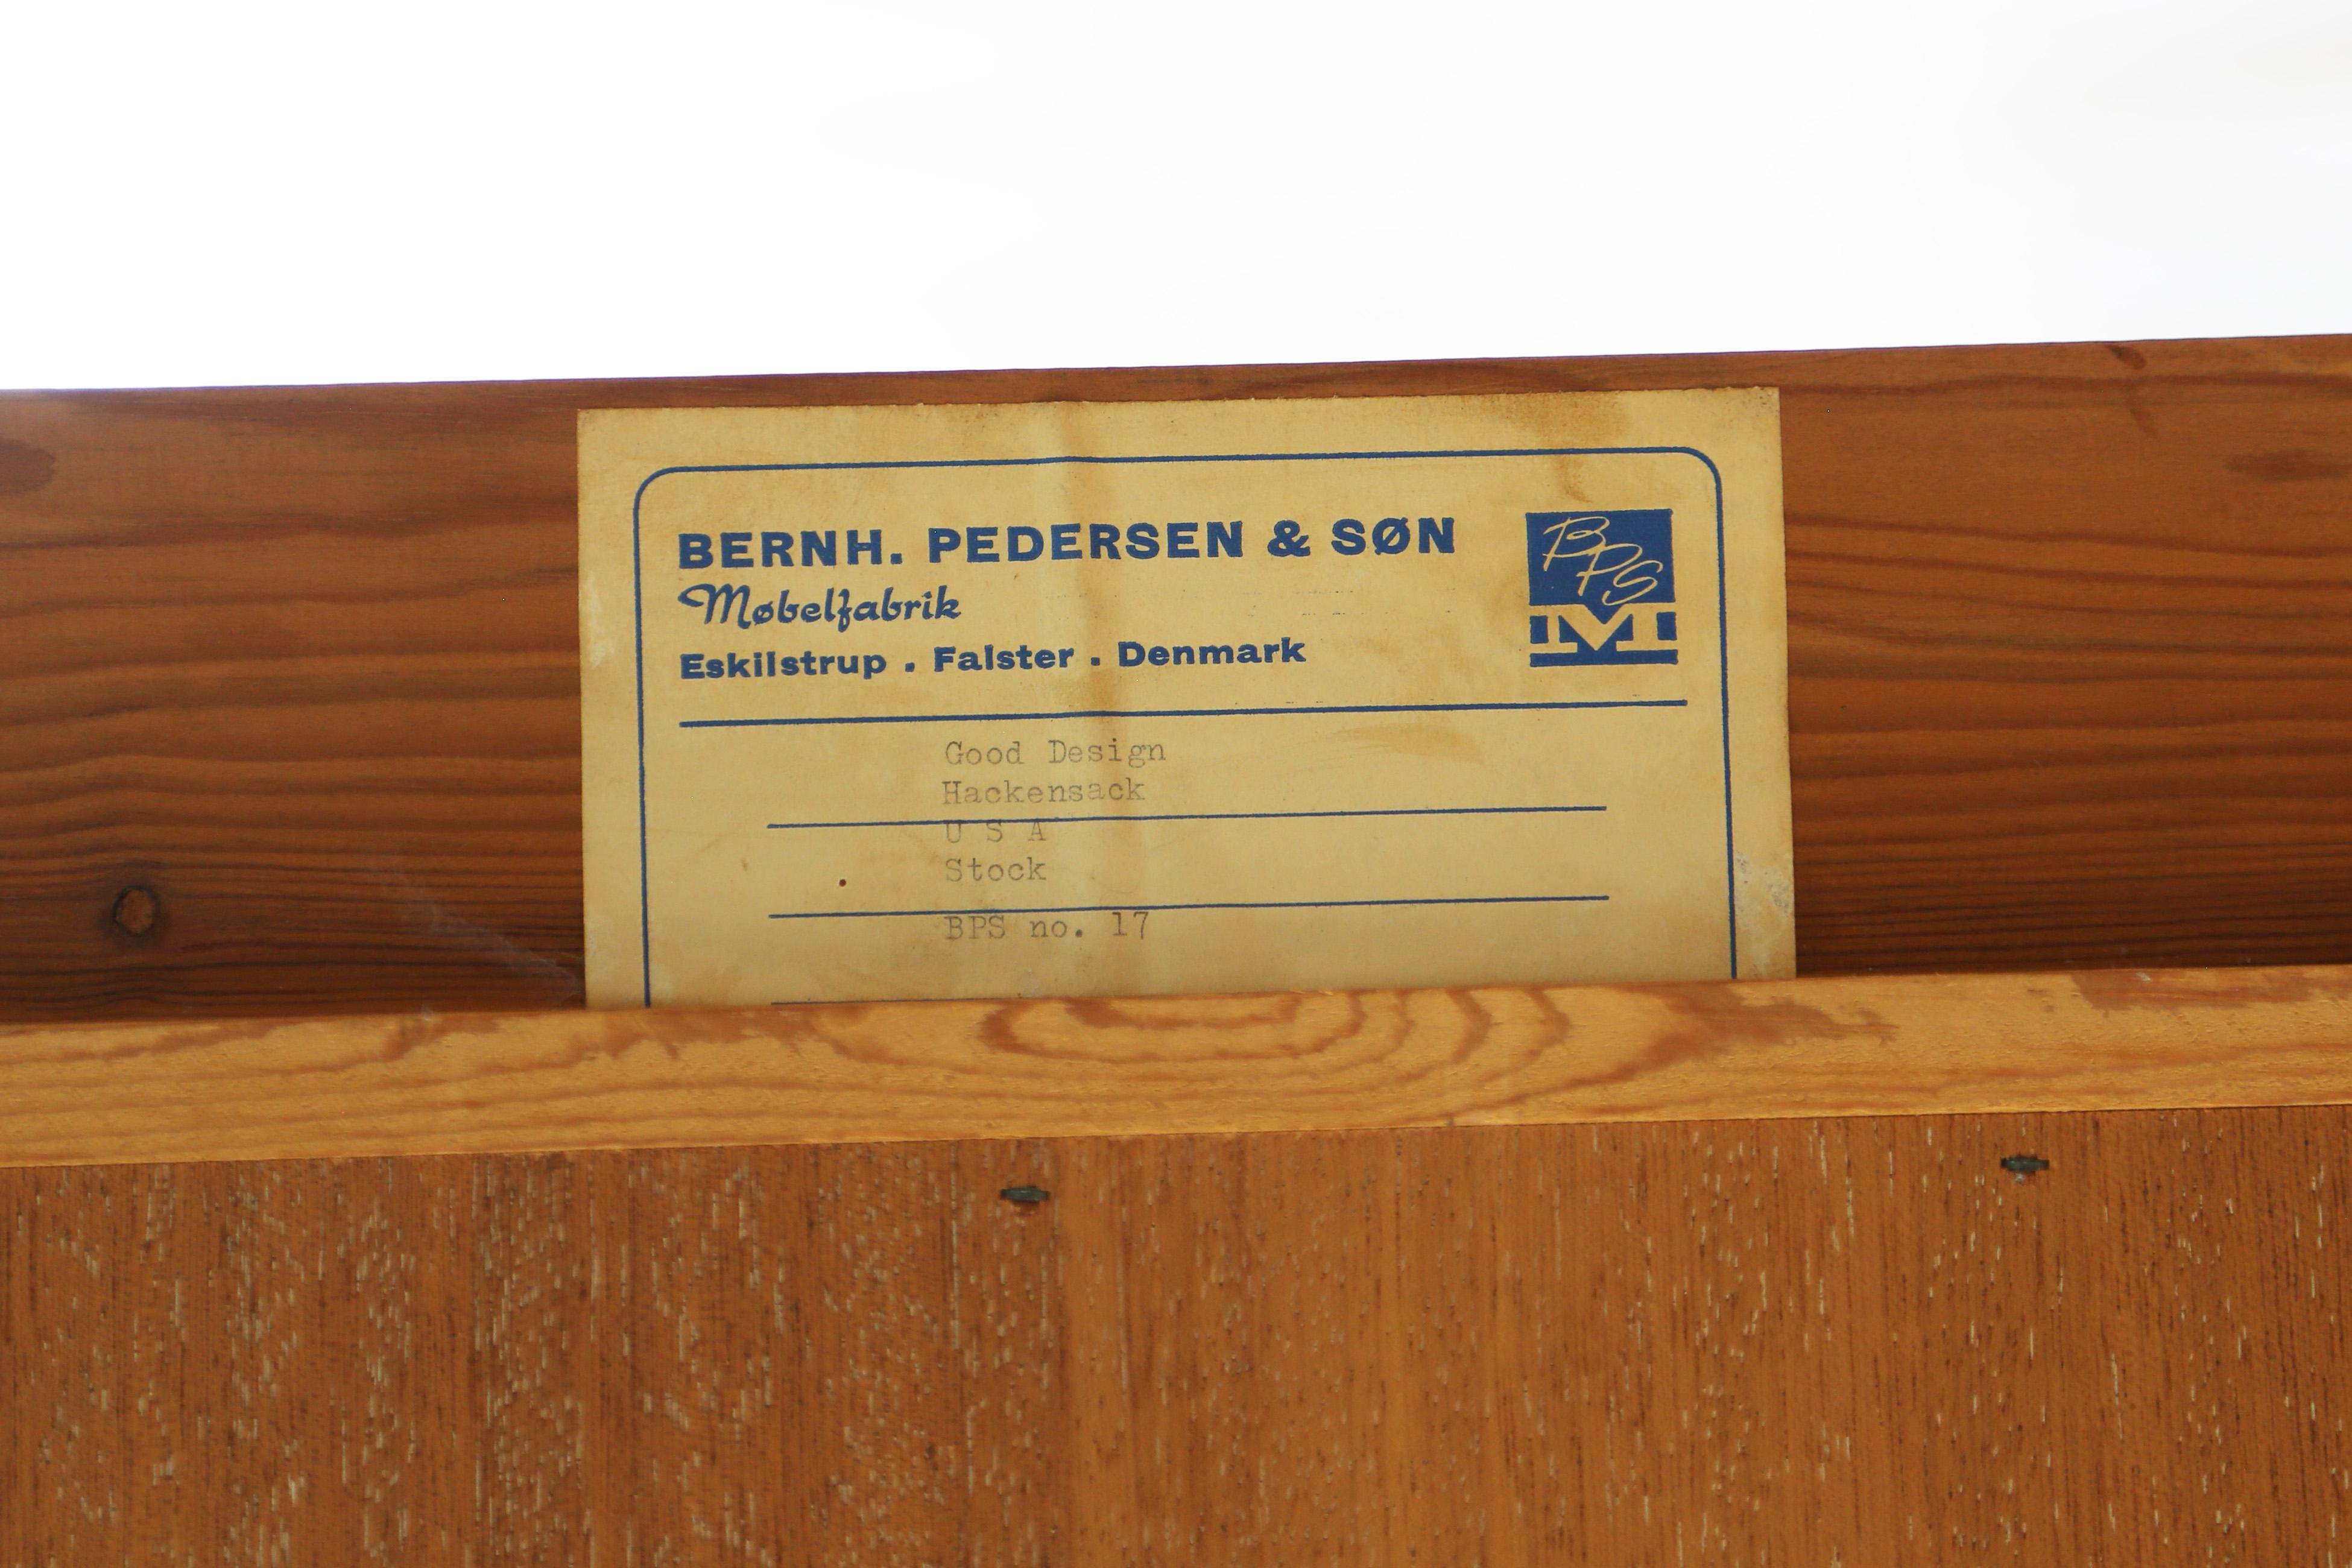 BERNH. PEDERSEN & SØN
Møbelfabrik
Eskilstrup . Falster . Denmark
BPS
M
Good Design
Hackensack
U S A
Stock
BPS no. 17